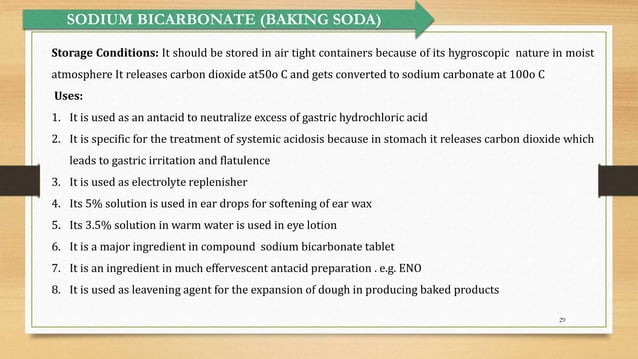 SODIUM BICARBONATE (BAKING SODA)
Storage Conditions: It should be stored in air tight containers because of its hygroscopic nature in moist
atmosphere It releases carbon dioxide at50o C and gets converted to sodium carbonate at 100o C
Uses:
1. It is used as an antacid to neutralize excess of gastric hydrochloric acid
2. It is specific for the treatment of systemic acidosis because in stomach it releases carbon dioxide which
leads to gastric irritation and flatulence
3. It is used as electrolyte replenisher
4. Its 5% solution is used in ear drops for softening of ear wax
5. Its 3.5% solution in warm water is used in eye lotion
6. It is a major ingredient in compound sodium bicarbonate tablet
7. It is an ingredient in much effervescent antacid preparation . e.g. ENO
8. It is used as leavening agent for the expansion of dough in producing baked products
29